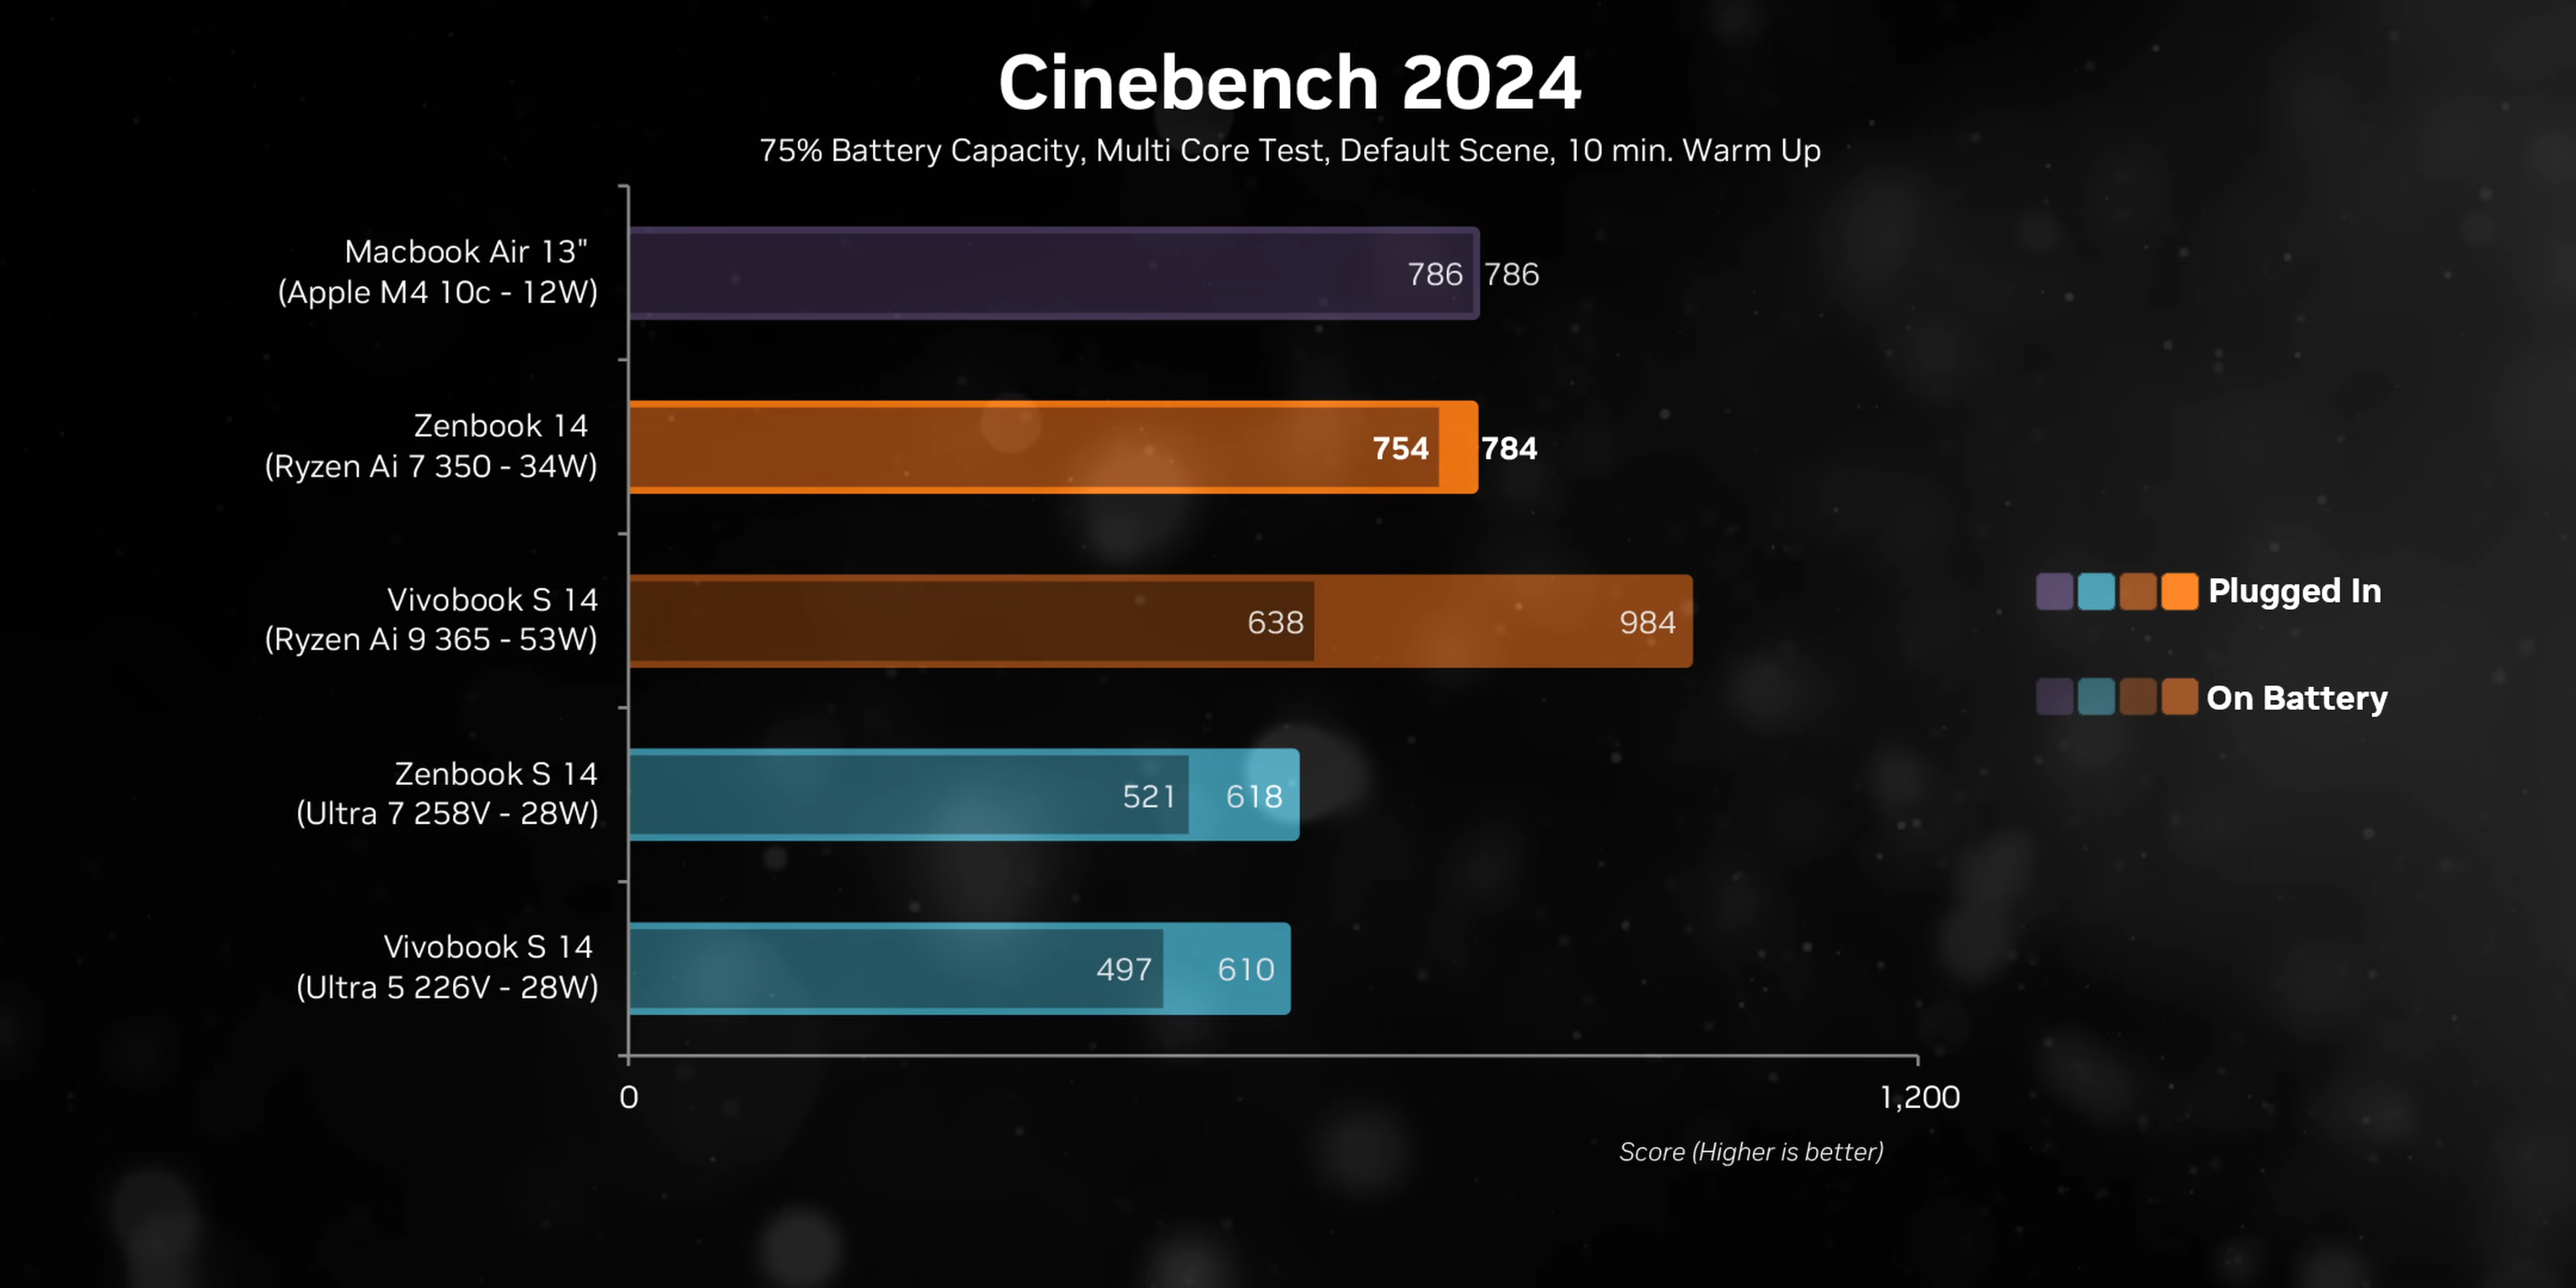 Cinebench 2024
75% Battery Capacity, Multi Core Test, Default Scene, 10 min. Warm Up
Macbook Air 13"
(Apple M4 10c - 12W)
786 786
Zenbook 14
(Ryzen Ai 7 350 - 34W)
754 784
Vivobook S 14
(Ryzen Ai 9 365 - 53W)
638 984
Zenbook S 14
(Ultra 7 258V - 28W)
521 618
Vivobook S 14
(Ultra 5 226V - 28W)
497 610
Plugged In
On Battery
0 1,200
Score (Higher is better)